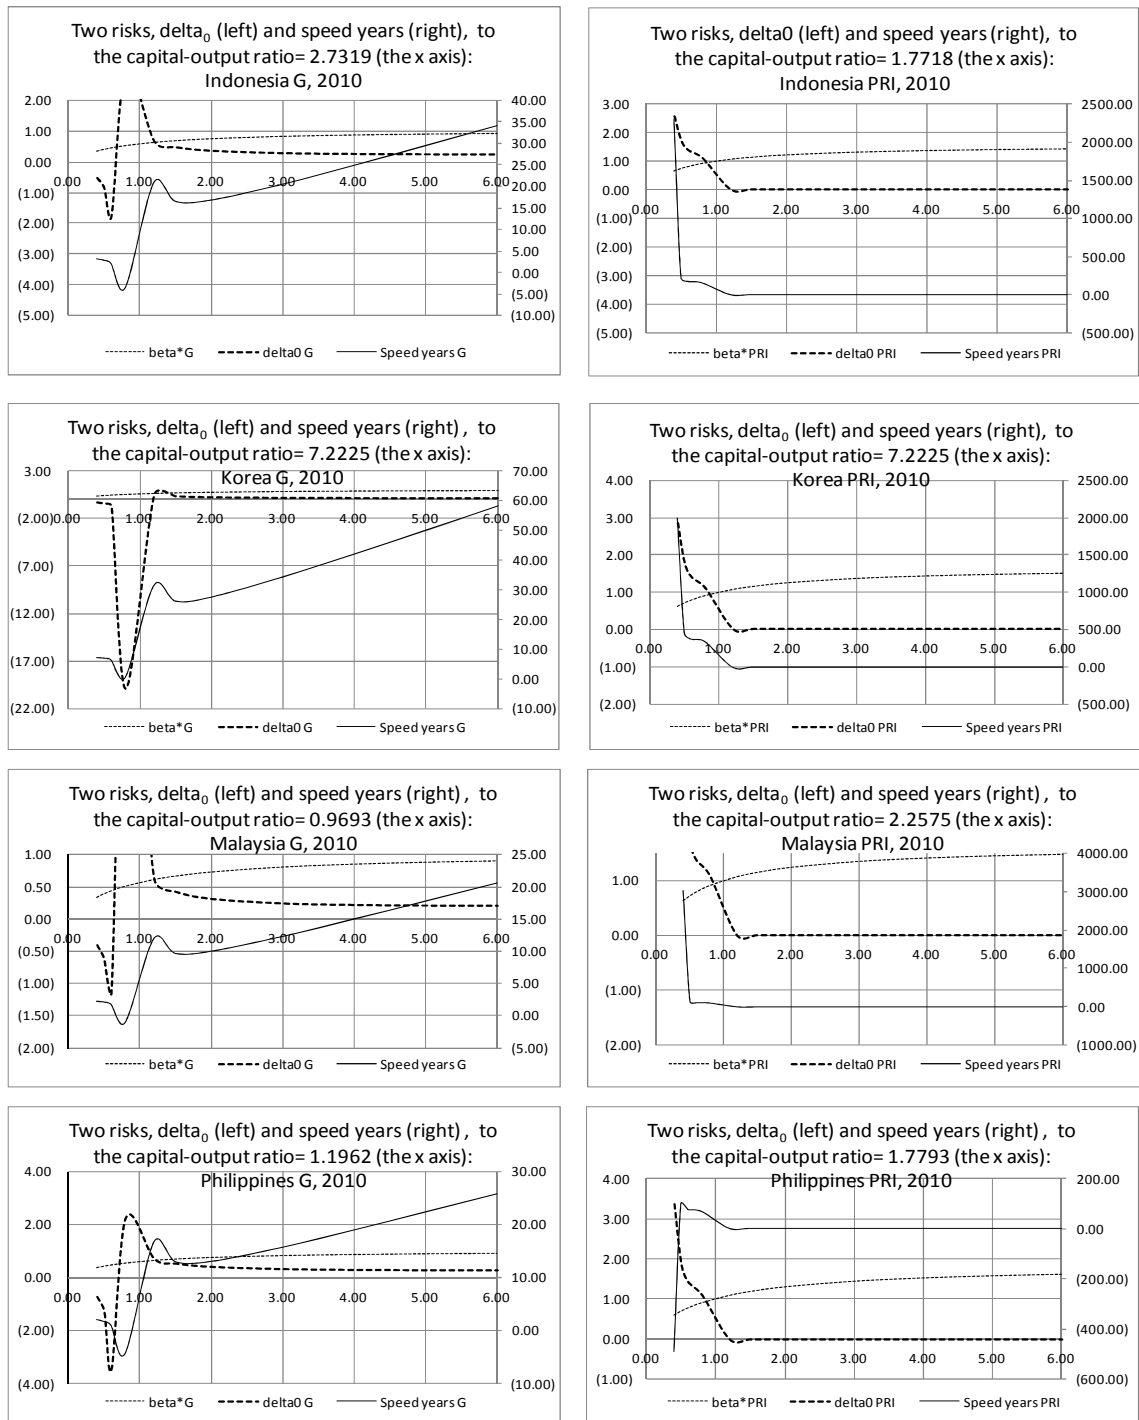 Two risks, delta0 (left) and speed years (right), to
the capital-output ratio= 2.7319 (the x axis):
Indonesia G, 2010
2.00
1.00
0.00
(1.00)
(2.00)
(3.00)
(4.00)
(5.00)
0.00 1.00 2.00 3.00 4.00 5.00 6.00
40.00
35.00
30.00
25.00
20.00
15.00
10.00
5.00
0.00
(5.00)
(10.00)
beta*G delta0 G Speed years G
Two risks, delta0 (left) and speed years (right), to
the capital-output ratio= 1.7718 (the x axis):
Indonesia PRI, 2010
3.00
2.00
1.00
0.00
(1.00)
(2.00)
(3.00)
(4.00)
(5.00)
0.00 1.00 2.00 3.00 4.00 5.00 6.00
2500.00
2000.00
1500.00
1000.00
500.00
0.00
(500.00)
beta*PRI delta0 PRI Speed years PRI
Two risks, delta0 (left) and speed years (right) , to
the capital-output ratio= 7.2225 (the x axis):
Korea G, 2010
3.00
(2.00)
(7.00)
(12.00)
(17.00)
(22.00)
0.00 1.00 2.00 3.00 4.00 5.00 6.00
70.00
60.00
50.00
40.00
30.00
20.00
10.00
0.00
(10.00)
beta*G delta0 G Speed years G
Two risks, delta0 (left) and speed years (right), to
the capital-output ratio= 7.2225 (the x axis):
Korea PRI, 2010
4.00
3.00
2.00
1.00
0.00
(1.00)
(2.00)
0.00 1.00 2.00 3.00 4.00 5.00 6.00
2500.00
2000.00
1500.00
1000.00
500.00
0.00
(500.00)
beta*PRI delta0 PRI Speed years PRI
Two risks, delta0 (left) and speed years (right) , to
the capital-output ratio= 0.9693 (the x axis):
Malaysia G, 2010
1.00
0.50
0.00
(0.50)
(1.00)
(1.50)
(2.00)
0.00 1.00 2.00 3.00 4.00 5.00 6.00
25.00
20.00
15.00
10.00
5.00
0.00
(5.00)
beta*G delta0 G Speed years G
Two risks, delta0 (left) and speed years (right) , to
the capital-output ratio= 2.2575 (the x axis):
Malaysia PRI, 2010
1.00
0.00
(1.00)
(2.00)
0.00 1.00 2.00 3.00 4.00 5.00 6.00
4000.00
3000.00
2000.00
1000.00
0.00
(1000.00)
beta*PRI delta0 PRI Speed years PRI
Two risks, delta0 (left) and speed years (right) , to
the capital-output ratio= 1.1962 (the x axis):
Philippines G, 2010
4.00
2.00
0.00
(2.00)
(4.00)
0.00 1.00 2.00 3.00 4.00 5.00 6.00
30.00
20.00
10.00
0.00
(10.00)
beta*G delta0 G Speed years G
Two risks, delta0 (left) and speed years (right) , to
the capital-output ratio= 1.7793 (the x axis):
Philippines PRI, 2010
4.00
3.00
2.00
1.00
0.00
(1.00)
0.00 1.00 2.00 3.00 4.00 5.00 6.00
200.00
0.00
(200.00)
(400.00)
(600.00)
beta*PRI delta0 PRI Speed years PRI